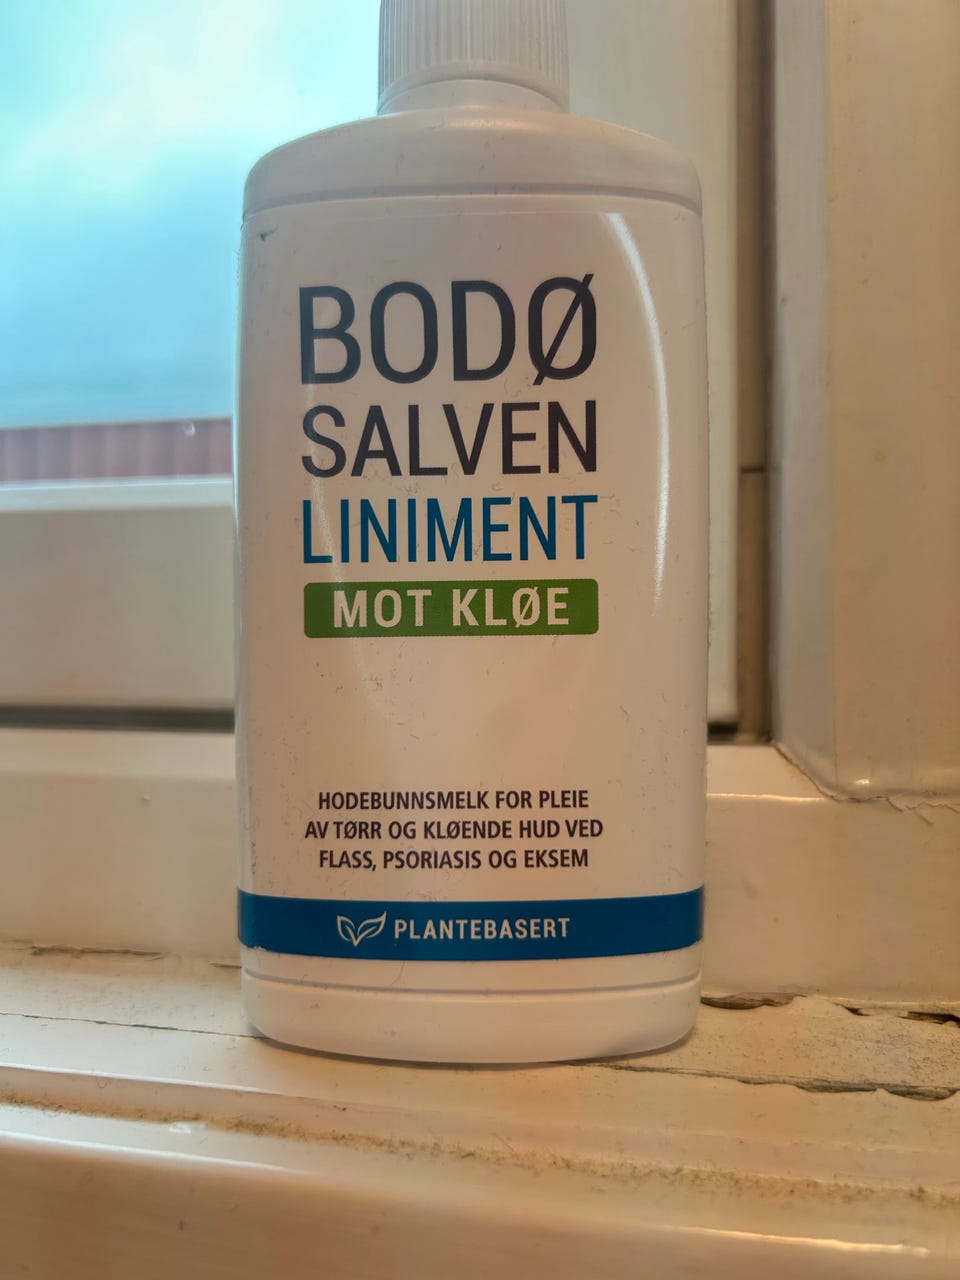 BODØ
SALVEN
LINIMENT
MOT KLØE
HODEBUNNSMELK FOR PLEIE
AV TØRR OG KLØENDE HUD VED
FLASS, PSORIASIS OG EKSEM
PLANTEBASERT